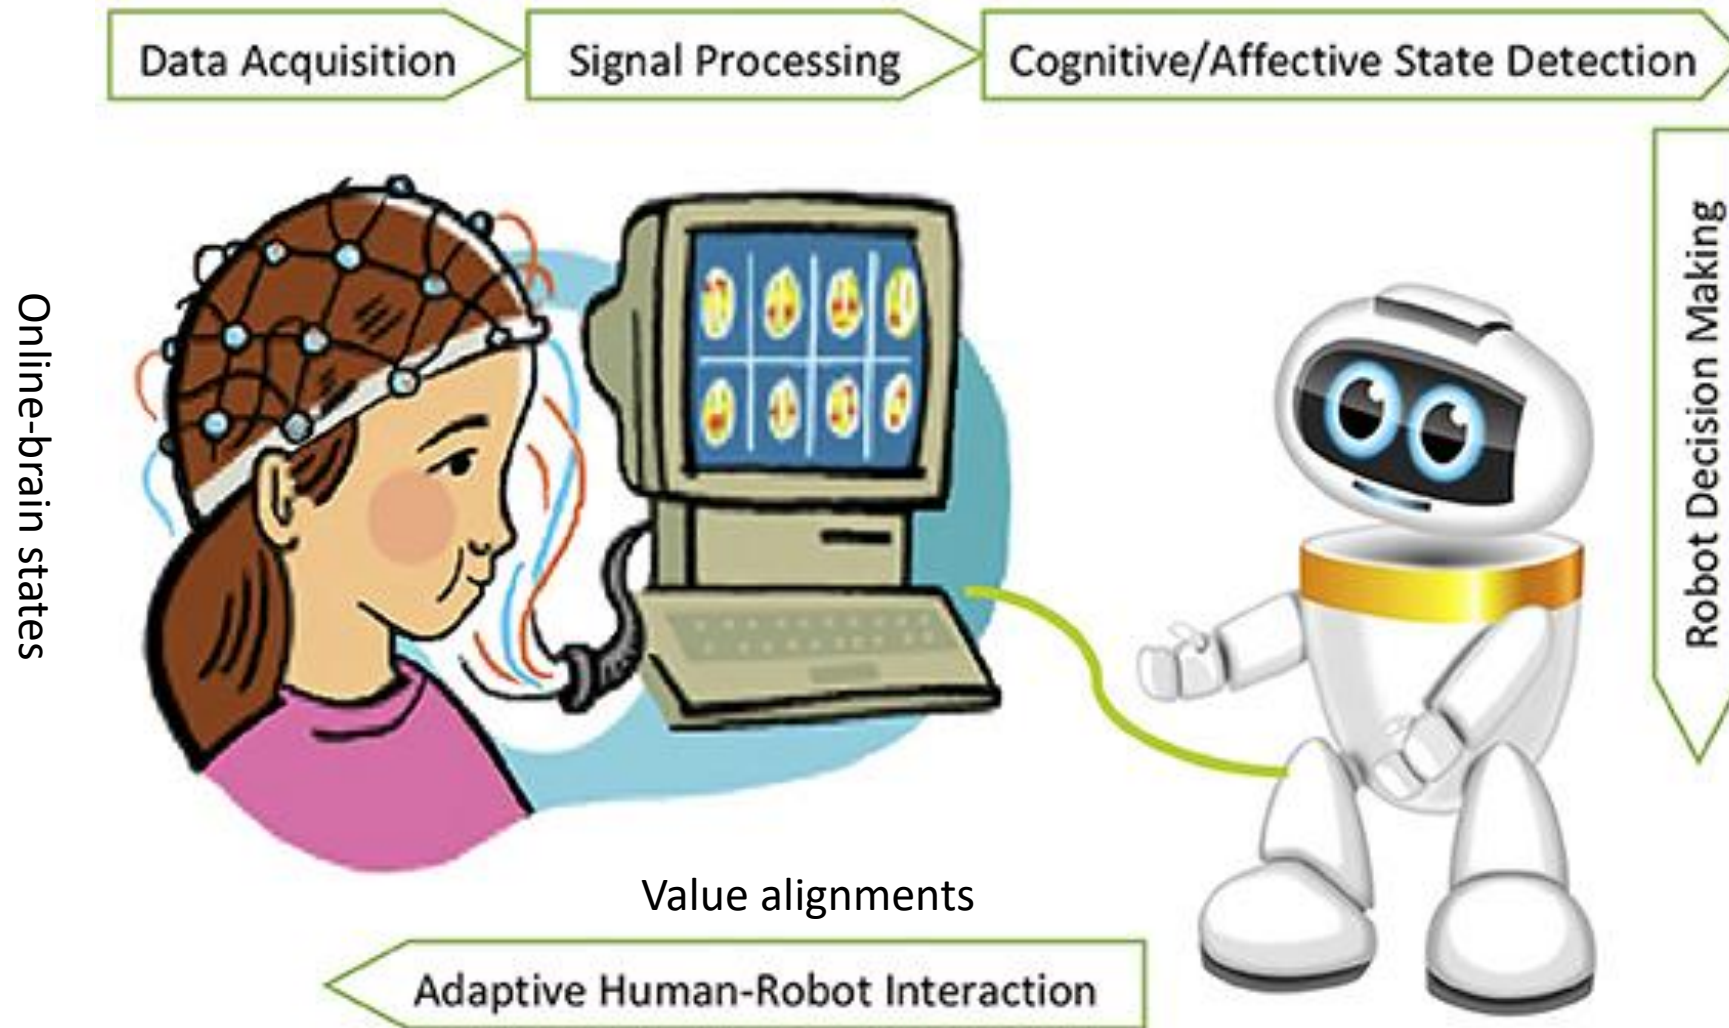 Data Acquisition
Signal Processing
Cognitive/Affective State Detection
Online-brain states
Robot Decision Making
Value alignments
Adaptive Human-Robot Interaction